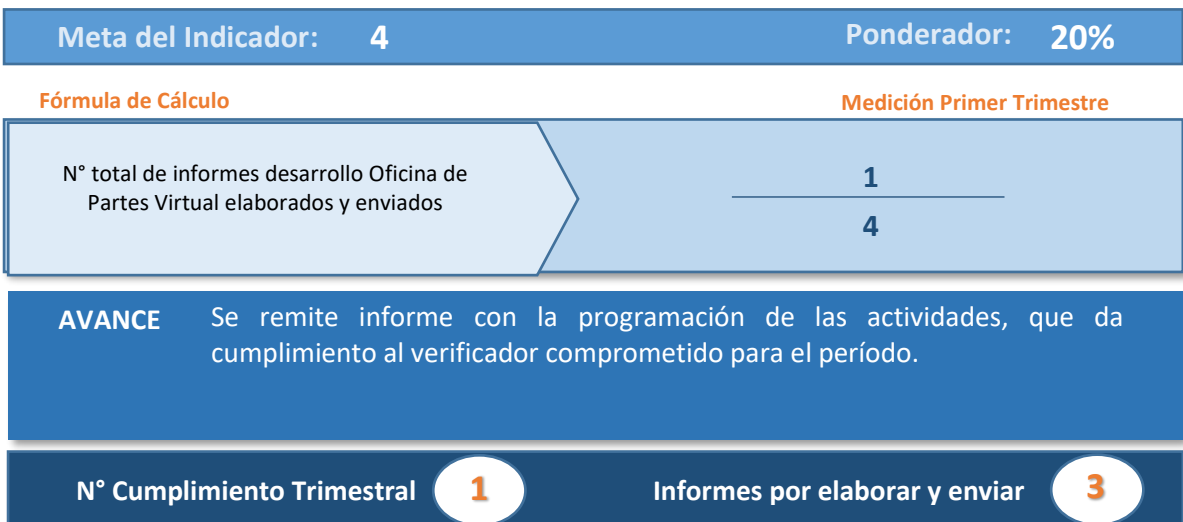 Meta del Indicador: 4 Ponderador: 20%
Fórmula de Cálculo Medición Primer Trimestre
N° total de informes desarrollo Oficina de
Partes Virtual elaborados y enviados
1
4
AVANCE Se remite informe con la programación de las actividades, que da
cumplimiento al verificador comprometido para el período.
N° Cumplimiento Trimestral 1 Informes por elaborar y enviar 3